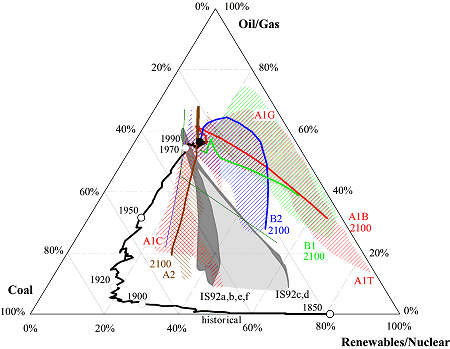 0% 100%
Oil/Gas
20% 80%
A1G
40% 1990 60%
1970
60% 40%
1950
A1B
2100
B2
2100
B1
2100
A1C
80% 2100 20%
A2
A1T
1920
Coal
1900
IS92a,b,e,f IS92c,d
1850
100% historical 0%
0% 20% 40% 60% 80% 100%
Renewables/Nuclear